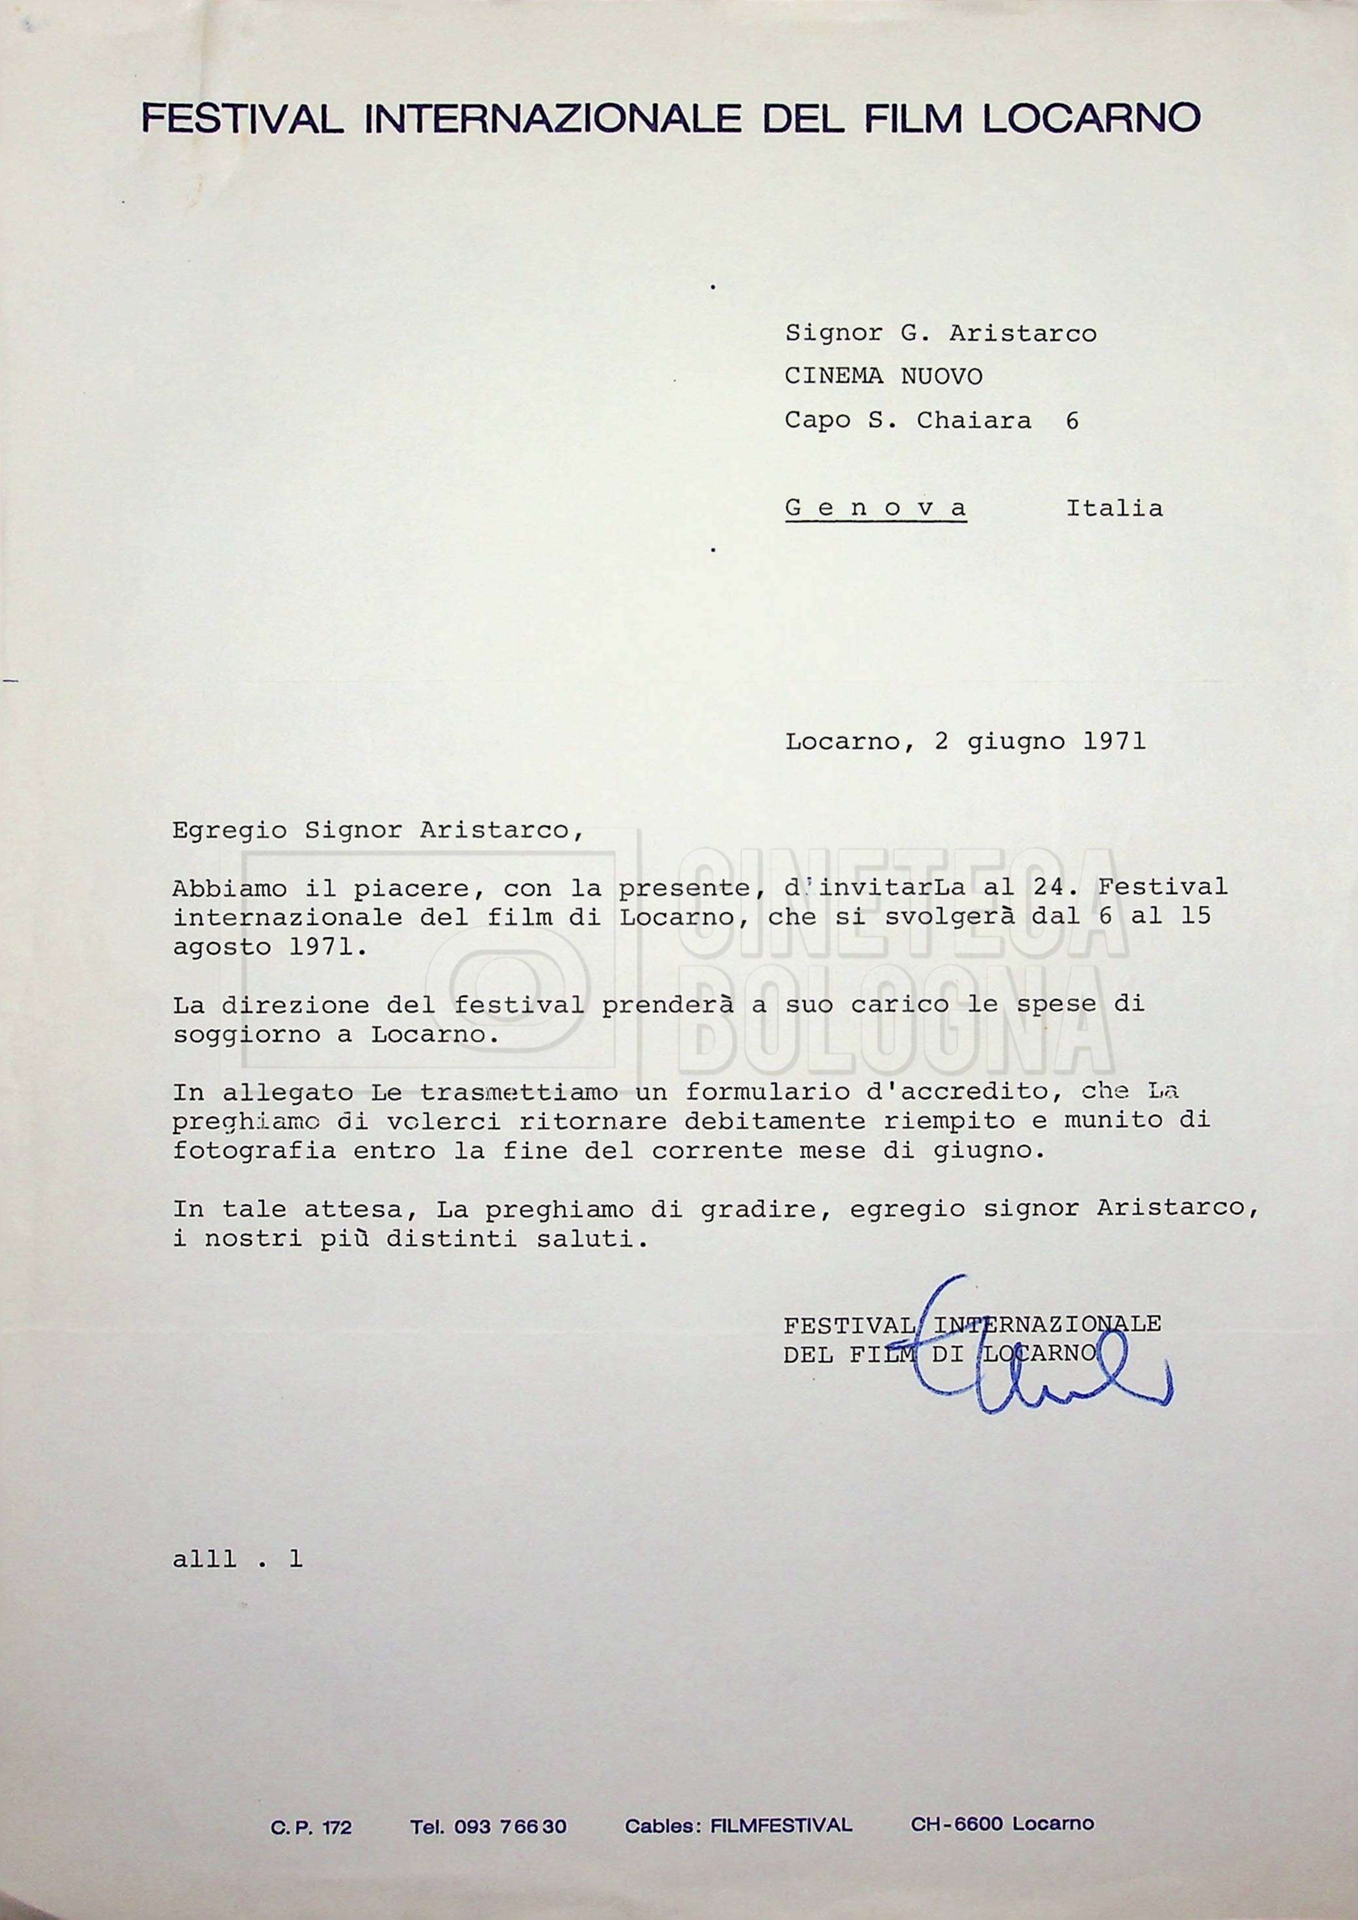 FESTIVAL INTERNAZIONALE DEL FILM LOCARNO
Signor G. Aristarco
CINEMA NUOVO
Capo S. Chaiara 6
G e n o v a Italia
Locarno, 2 giugno 1971
Egregio Signor Aristarco,
Abbiamo il piacere, con la presente, d'invitarLa al 24. Festival
internazionale del film di Locarno, che si svolgerà dal 6 al 15
agosto 1971.
La direzione del festival prenderà a suo carico le spese di
soggiorno a Locarno.
In allegato Le trasmettiamo un formulario d'accredito, che La
preghiamo di volerci ritornare debitamente riempito e munito di
fotografia entro la fine del corrente mese di giugno.
In tale attesa, La preghiamo di gradire, egregio signor Aristarco,
i nostri più distinti saluti.
FESTIVAL INTERNAZIONALE
DEL FILM DI LOCARNO
alll . l
C.P. 172 Tel. 093 7 66 30 Cables: FILMFESTIVAL CH-6600 Locarno
CINETECA
BOLOGNA